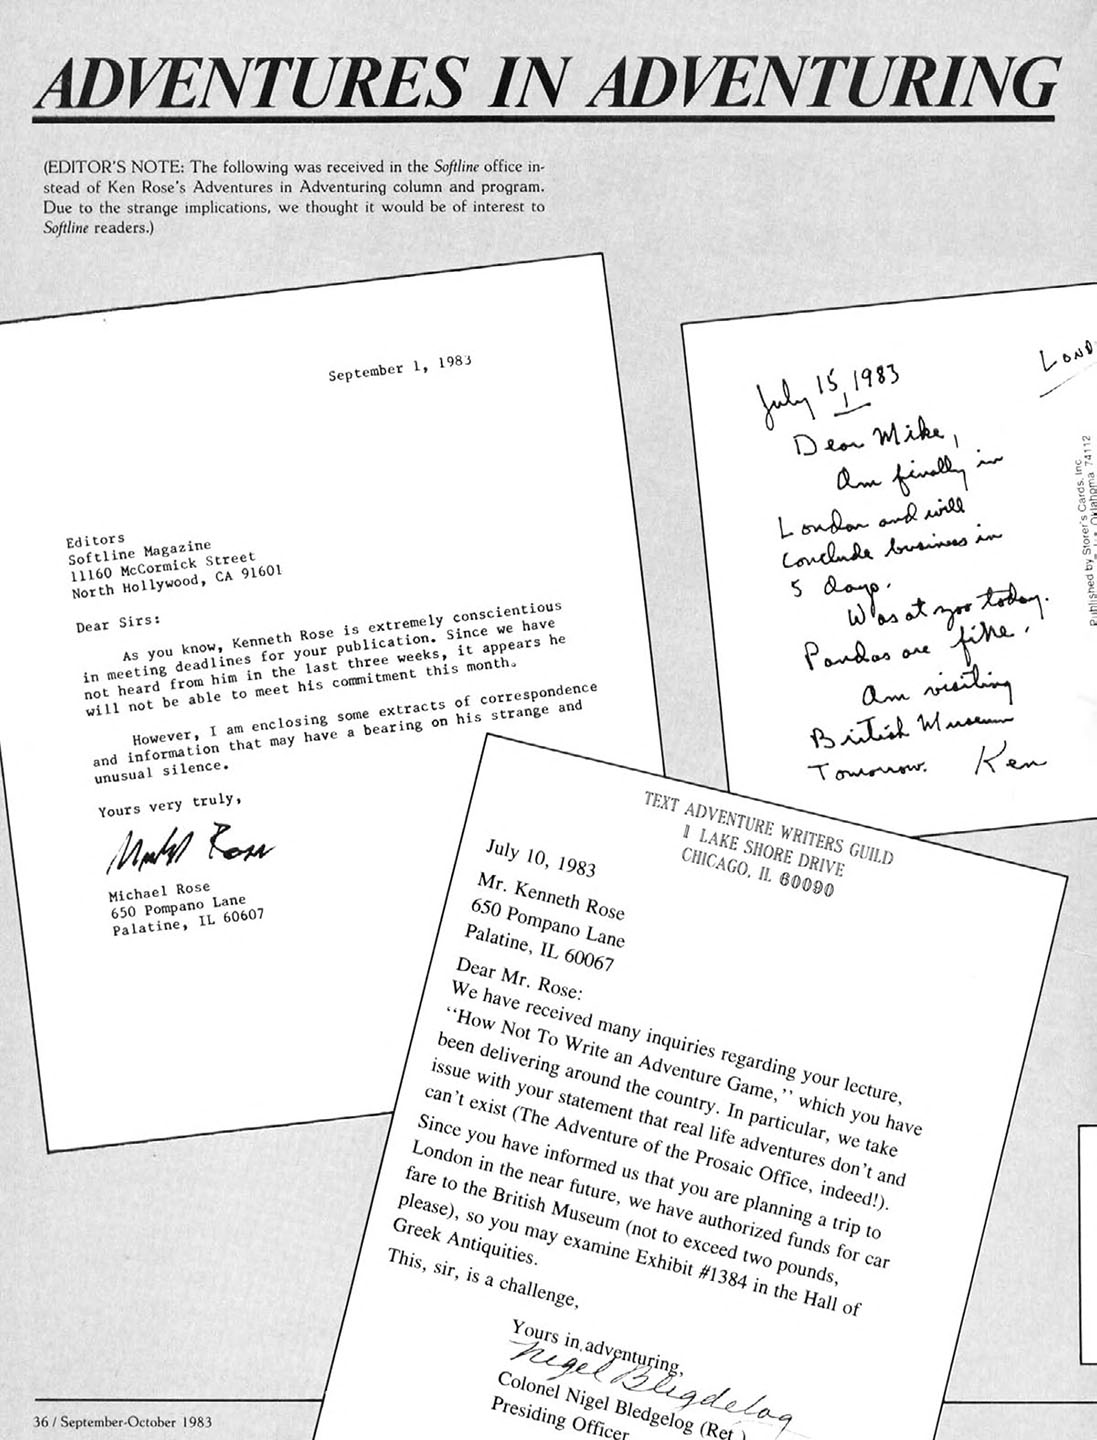 ADVENTURES IN ADVENTURING
(EDITOR'S NOTE: The following was received in the Softline office in-
stead of Ken Rose's Adventures in Adventuring column and program.
Due to the strange implications, we thought it would be of interest to
Softline readers.)
September 1, 1983
Editors
Softline Magazine
11160 McCormick Street
North Hollywood, CA 91601
Dear Sirs:
As you know, Kenneth Rose is extremely conscientious
in meeting deadlines for your publication. Since we have
not heard from him in the last three weeks, it appears he
will not be able to meet his commitment this month.
However, I am enclosing some extracts of correspondence
and information that may have a bearing on his strange and
unusual silence.
Yours very truly,
Michael Rose
Michael Rose
650 Pompano Lane
Palatine, IL 60607
July 15, 1983
Dear Mike,
Am finally in
London and will
conclude business in
5 days.
Was at zoo today.
Pandas are fine.
Am visiting
British Museum
Tomorrow. Ken
Published by Storer's Cards, Inc.
Oklahoma 74112
TEXT ADVENTURE WRITERS GUILD
1 LAKE SHORE DRIVE
CHICAGO, IL 60090
July 10, 1983
Mr. Kenneth Rose
650 Pompano Lane
Palatine, IL 60067
Dear Mr. Rose:
We have received many inquiries regarding your lecture,
"How Not To Write an Adventure Game," which you have
been delivering around the country. In particular, we take
issue with your statement that real life adventures don't and
can't exist (The Adventure of the Prosaic Office, indeed!).
Since you have informed us that you are planning a trip to
London in the near future, we have authorized funds for car
fare to the British Museum (not to exceed two pounds,
please), so you may examine Exhibit #1384 in the Hall of
Greek Antiquities.
This, sir, is a challenge,
Yours in adventuring,
Nigel Bligdelog
Colonel Nigel Bledgelog (Ret.)
Presiding Officer
36 / September-October 1983